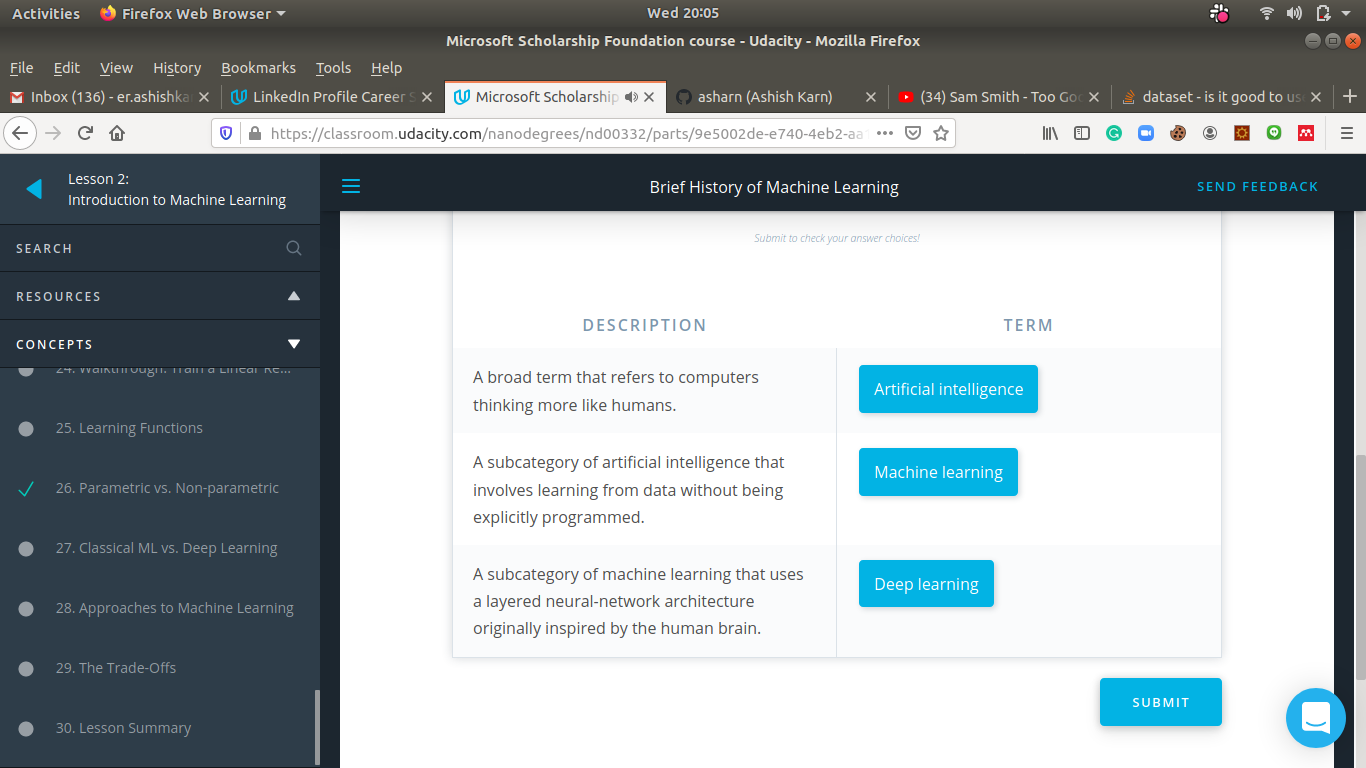 Activities Firefox Web Browser Wed 20:05
Microsoft Scholarship Foundation course - Udacity - Mozilla Firefox
File Edit View History Bookmarks Tools Help
Inbox (136) - er.ashishka LinkedIn Profile Career S Microsoft Scholarship asharn (Ashish Karn) (34) Sam Smith - Too Goo dataset - is it good to use
https://classroom.udacity.com/nanodegrees/nd00332/parts/9e5002de-e740-4eb2-aa
Lesson 2:
Introduction to Machine Learning
Brief History of Machine Learning
SEND FEEDBACK
SEARCH
RESOURCES
CONCEPTS
24. Walkthrough: Train a Linear Re...
25. Learning Functions
26. Parametric vs. Non-parametric
27. Classical ML vs. Deep Learning
28. Approaches to Machine Learning
29. The Trade-Offs
30. Lesson Summary
Submit to check your answer choices!
DESCRIPTION TERM
A broad term that refers to computers
thinking more like humans.
Artificial intelligence
A subcategory of artificial intelligence that
involves learning from data without being
explicitly programmed.
Machine learning
A subcategory of machine learning that uses
a layered neural-network architecture
originally inspired by the human brain.
Deep learning
SUBMIT